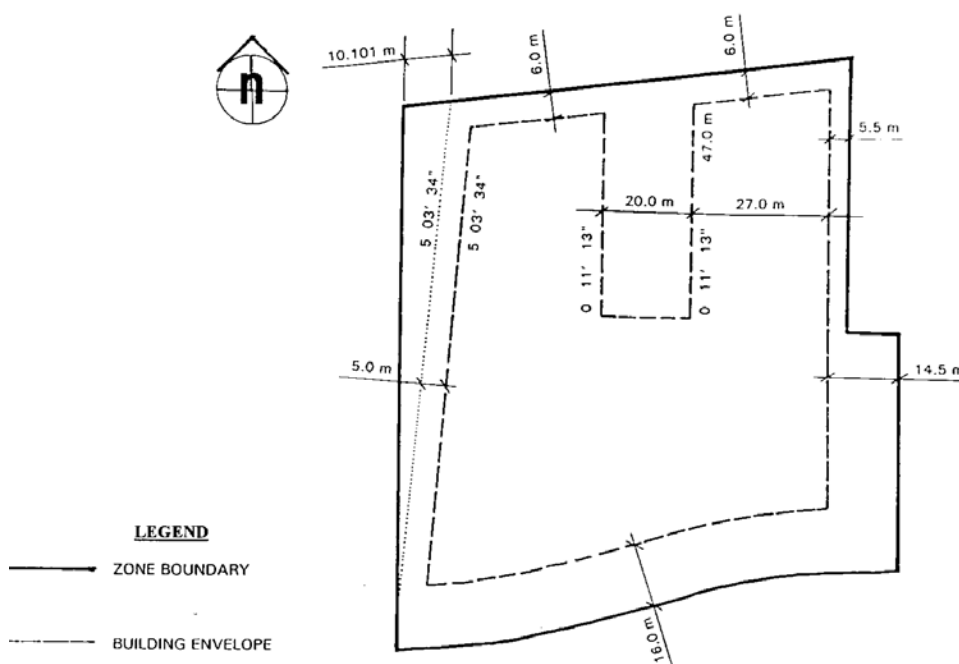 10.101 m
6.0 m
6.0 m
n
5.5 m
47.0 m
5 03' 34"
5 03' 34"
20.0 m
27.0 m
0 11' 13"
0 11' 13"
5.0 m
14.5 m
LEGEND
ZONE BOUNDARY
16.0 m
BUILDING ENVELOPE